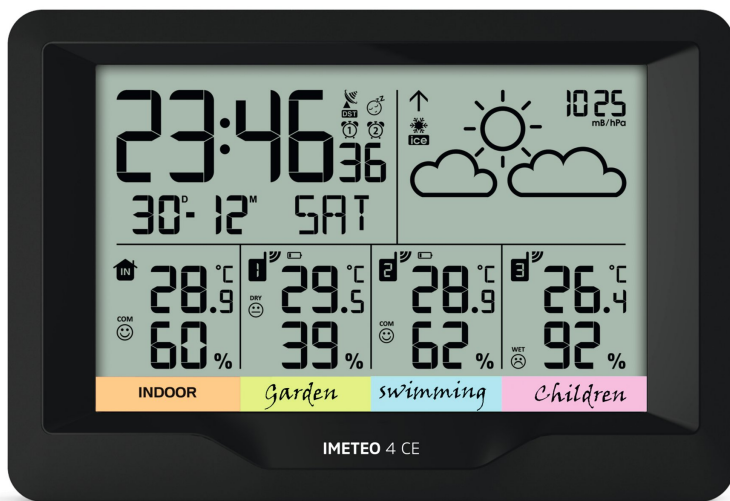 23:46 36
DST
z z
1 2
30D- 12M SAT
ice
1025
mB/hPa
IN 28.9 °C
COM 60 %
1 29.5 °C
DRY 39 %
2 28.9 °C
COM 62 %
3 26.4 °C
WET 92 %
INDOOR
Garden
swimming
Children
IMETEO 4 CE